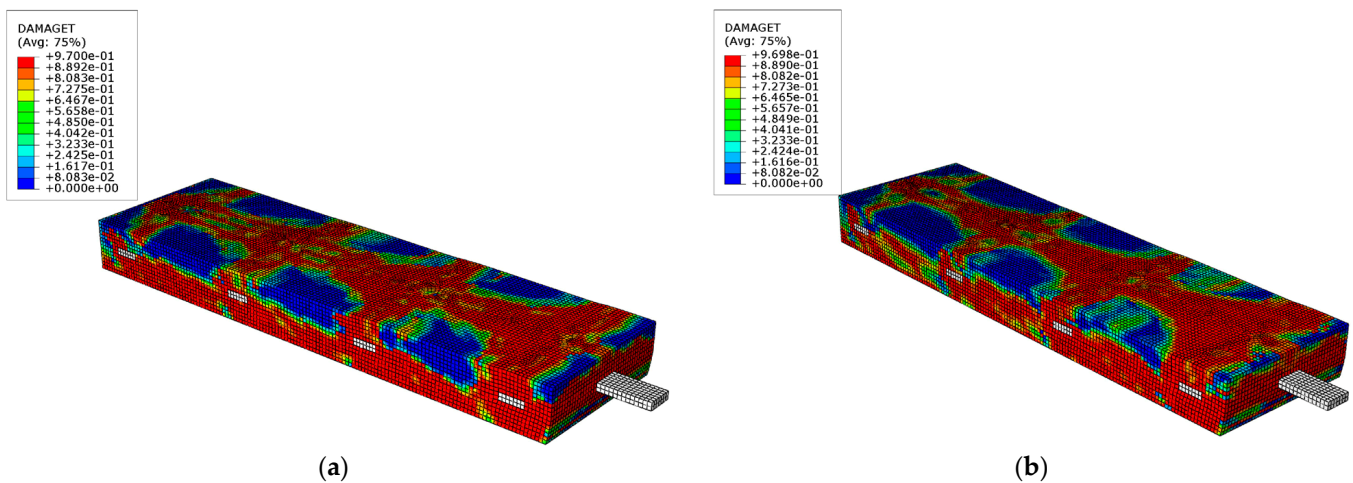 DAMAGET
(Avg: 75%)
+9.700e-01
+8.892e-01
+8.083e-01
+7.275e-01
+6.467e-01
+5.658e-01
+4.850e-01
+4.042e-01
+3.233e-01
+2.425e-01
+1.617e-01
+8.083e-02
+0.000e+00
(a)
DAMAGET
(Avg: 75%)
+9.698e-01
+8.890e-01
+8.082e-01
+7.273e-01
+6.465e-01
+5.657e-01
+4.849e-01
+4.041e-01
+3.233e-01
+2.424e-01
+1.616e-01
+8.082e-02
+0.000e+00
(b)